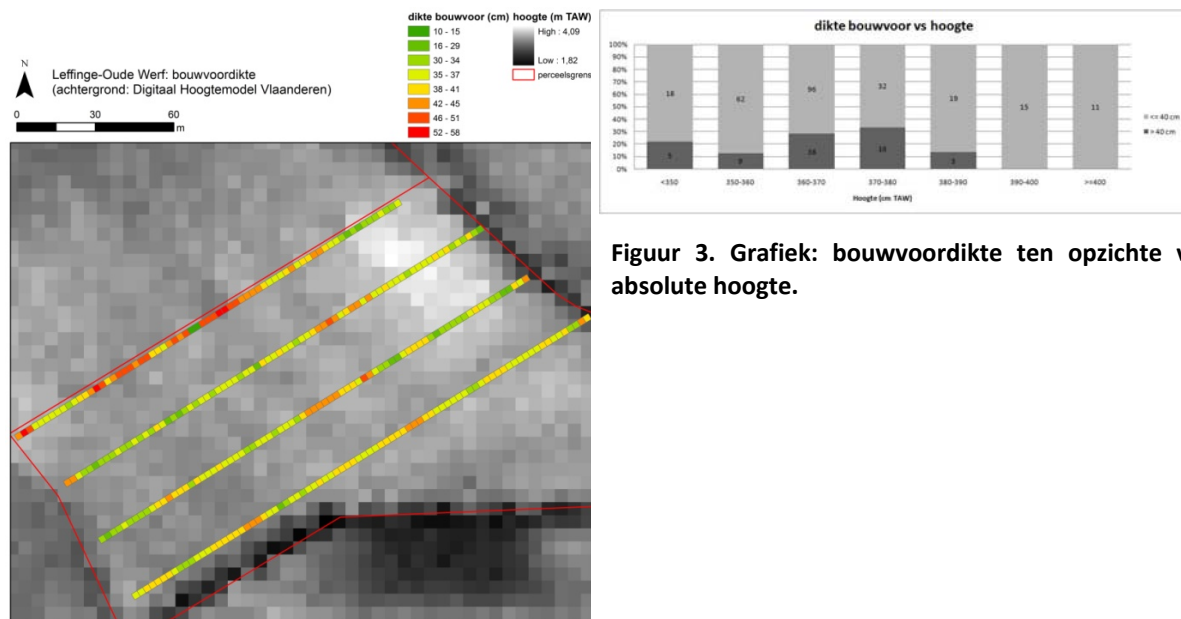 dikte bouwvoor (cm) hoogte (m TAW)
10 - 15
16 - 29
30 - 34
35 - 37
38 - 41
42 - 45
46 - 51
52 - 58
High : 4,09
Low : 1,82
perceelsgrens
N
Leffinge-Oude Werf: bouwvoordikte
(achtergrond: Digitaal Hoogtemodel Vlaanderen)
0 30 60
m
dikte bouwvoor vs hoogte
100%
90%
80%
70%
60%
50%
40%
30%
20%
10%
0%
18 62 96 32 19 15 11
5 9 38 16 3
<350 350-360 360-370 370-380 380-390 390-400 >=400
Hoogte (cm TAW)
<= 40 cm
> 40 cm
Figuur 3. Grafiek: bouwvoordikte ten opzichte
absolute hoogte.